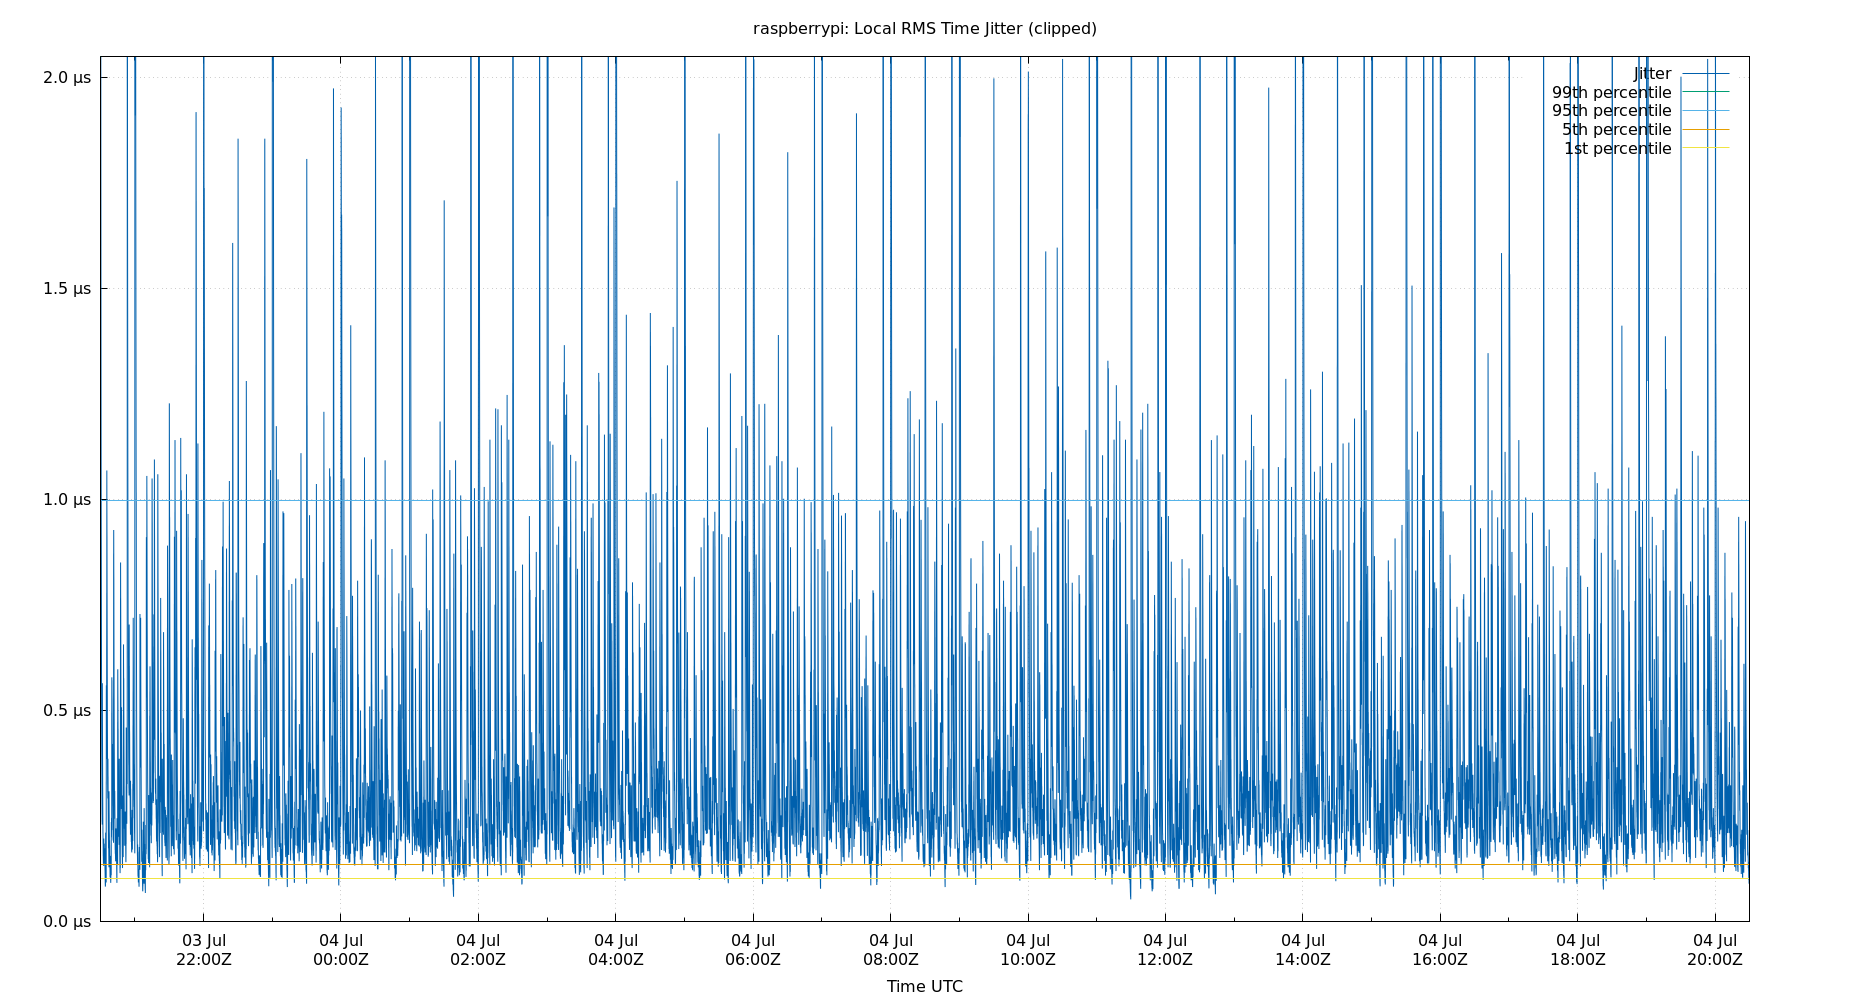 raspberrypi: Local RMS Time Jitter (clipped)
2.0 µs
1.5 µs
1.0 µs
0.5 µs
0.0 µs
Jitter
99th percentile
95th percentile
5th percentile
1st percentile
03 Jul 04 Jul 04 Jul 04 Jul 04 Jul 04 Jul 04 Jul 04 Jul 04 Jul 04 Jul 04 Jul 04 Jul
22:00Z 00:00Z 02:00Z 04:00Z 06:00Z 08:00Z 10:00Z 12:00Z 14:00Z 16:00Z 18:00Z 20:00Z
Time UTC